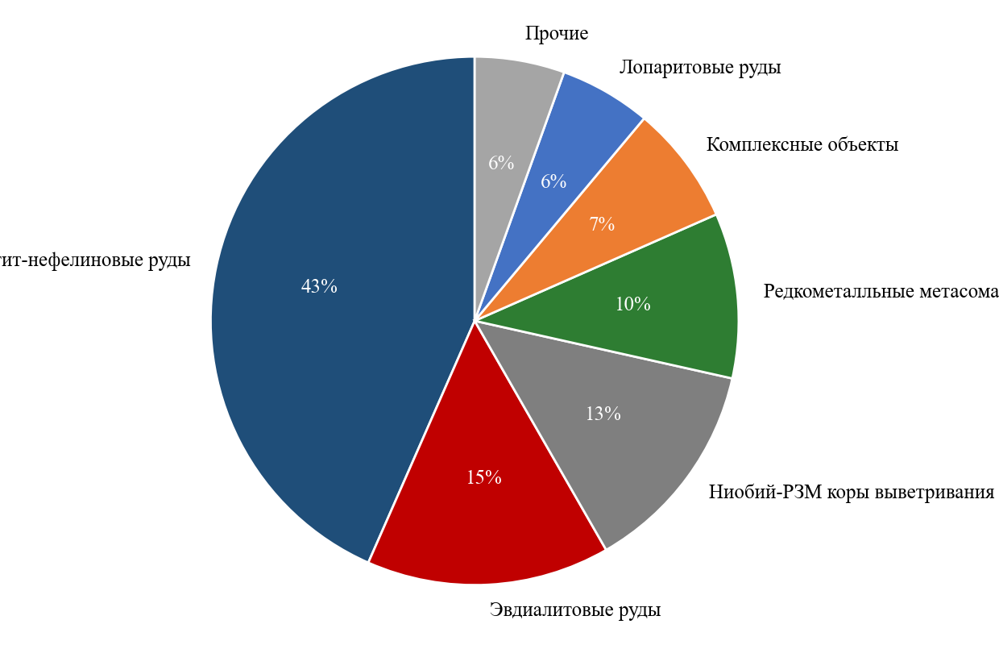 Прочие
Лопаритовые руды
Комплексные объекты
6%
6%
7%
тит-нефелиновые руды
43%
10%
Редкометалльные метасома
13%
15%
Ниобий-РЗМ коры выветривания
Эвдиалитовые руды